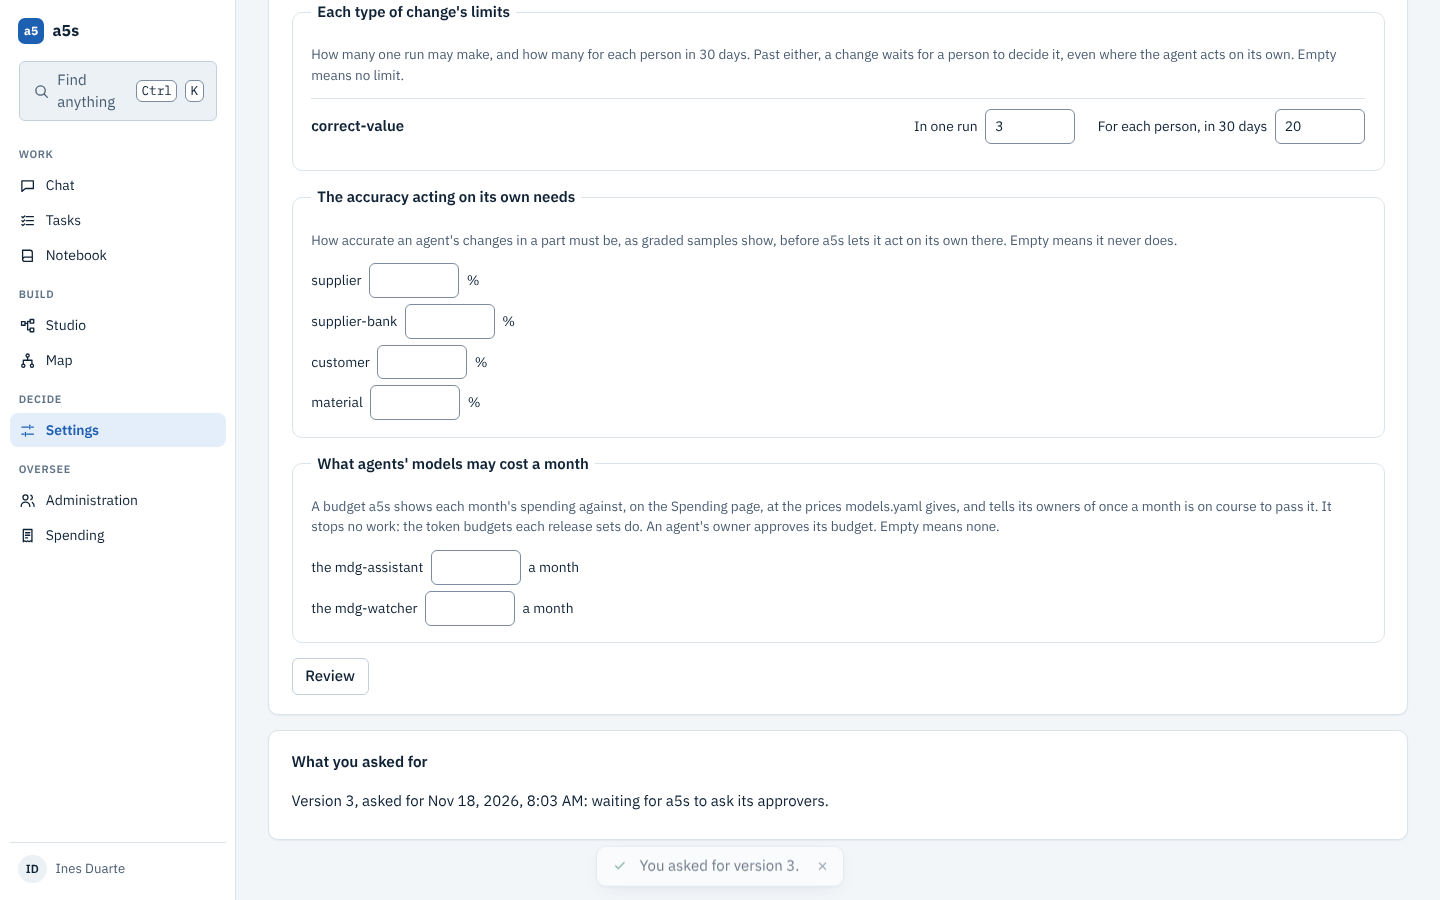 a5 a5s
Find anything Ctrl K
WORK
Chat
Tasks
Notebook
BUILD
Studio
Map
DECIDE
Settings
OVERSEE
Administration
Spending
ID Ines Duarte
Each type of change's limits
How many one run may make, and how many for each person in 30 days. Past either, a change waits for a person to decide it, even where the agent acts on its own. Empty
means no limit.
correct-value In one run 3 For each person, in 30 days 20
The accuracy acting on its own needs
How accurate an agent's changes in a part must be, as graded samples show, before a5s lets it act on its own there. Empty means it never does.
supplier %
supplier-bank %
customer %
material %
What agents' models may cost a month
A budget a5s shows each month's spending against, on the Spending page, at the prices models.yaml gives, and tells its owners of once a month is on course to pass it. It
stops no work: the token budgets each release sets do. An agent's owner approves its budget. Empty means none.
the mdg-assistant a month
the mdg-watcher a month
Review
What you asked for
Version 3, asked for Nov 18, 2026, 8:03 AM: waiting for a5s to ask its approvers.
You asked for version 3.